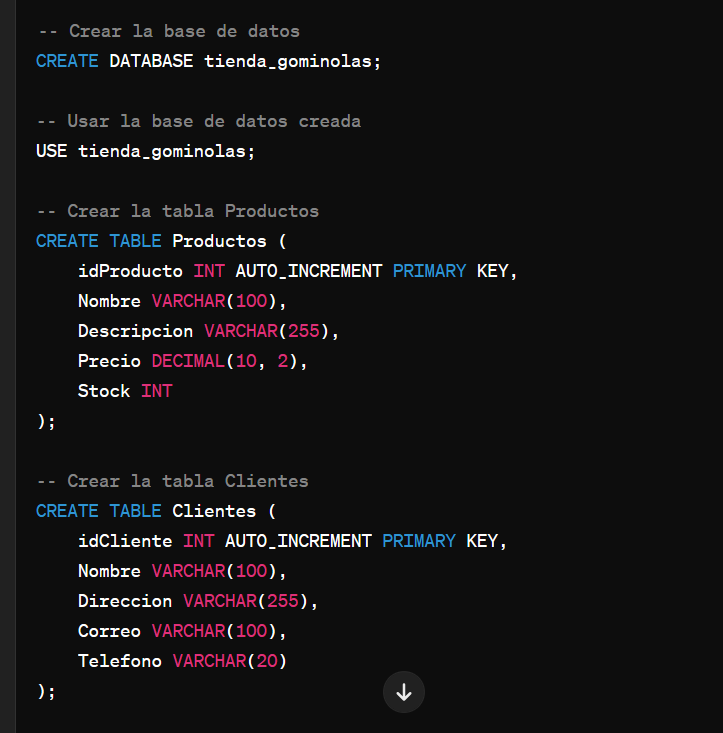 -- Crear la base de datos
CREATE DATABASE tienda_gominolas;
-- Usar la base de datos creada
USE tienda_gominolas;
-- Crear la tabla Productos
CREATE TABLE Productos (
    idProducto INT AUTO_INCREMENT PRIMARY KEY,
    Nombre VARCHAR(100),
    Descripcion VARCHAR(255),
    Precio DECIMAL(10, 2),
    Stock INT
);
-- Crear la tabla Clientes
CREATE TABLE Clientes (
    idCliente INT AUTO_INCREMENT PRIMARY KEY,
    Nombre VARCHAR(100),
    Direccion VARCHAR(255),
    Correo VARCHAR(100),
    Telefono VARCHAR(20)
);